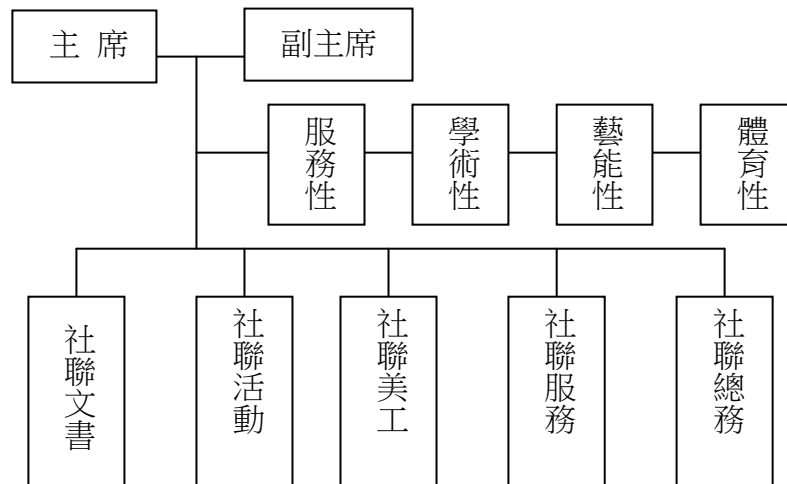 主 席
副主席
服務性
學術性
藝能性
體育性
社聯文書
社聯活動
社聯美工
社聯服務
社聯總務